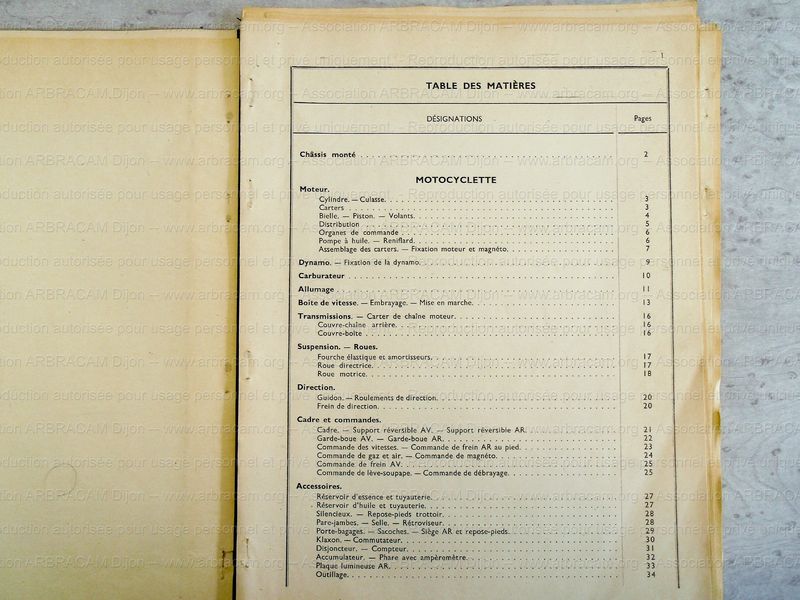 1
TABLE DES MATIÈRES
DÉSIGNATIONS Pages
Châssis monté 2
MOTOCYCLETTE
Moteur.
Cylindre. — Culasse. 3
Carters 3
Bielle. — Piston. — Volants. 4
Distribution 5
Organes de commande 6
Pompe à huile. — Reniflard. 6
Assemblage des carters. — Fixation moteur et magnéto. 7
Dynamo. — Fixation de la dynamo. 9
Carburateur 10
Allumage 11
Boîte de vitesse. — Embrayage. — Mise en marche. 13
Transmissions. — Carter de chaîne moteur. 16
Couvre-chaîne arrière. 16
Couvre-boîte 16
Suspension. — Roues.
Fourche élastique et amortisseurs. 17
Roue directrice. 17
Roue motrice. 18
Direction.
Guidon. — Roulements de direction. 20
Frein de direction. 20
Cadre et commandes.
Cadre. — Support réversible AV. — Support réversible AR. 21
Garde-boue AV. — Garde-boue AR. 22
Commande des vitesses. — Commande de frein AR au pied. 23
Commande de gaz et air. — Commande de magnéto. 24
Commande de frein AV. 25
Commande de lève-soupape. — Commande de débrayage. 25
Accessoires.
Réservoir d'essence et tuyauterie. 27
Réservoir d'huile et tuyauterie. 27
Silencieux. — Repose-pieds trottoir. 28
Pare-jambes. — Selle. — Rétroviseur. 28
Porte-bagages. — Sacoches. — Siège AR et repose-pieds. 29
Klaxon. — Commutateur. 30
Disjoncteur. — Compteur. 31
Accumulateur. — Phare avec ampèremètre. 32
Plaque lumineuse AR. 33
Outillage. 34